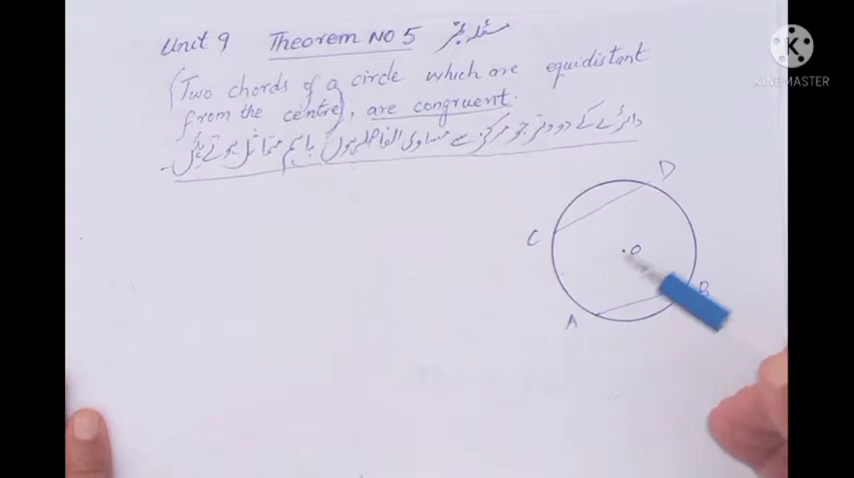 Unit 9 Theorem NO 5 مسئلہ نمبر
(Two chords of a circle which are equidistant
from the centre), are congruent.
دائرے کے دو وتر جو مرکز سے مساوی الفاصلہ ہوں باہم متماثل ہوتے ہیں۔
D
C
O
B
A
K
KINEMASTER